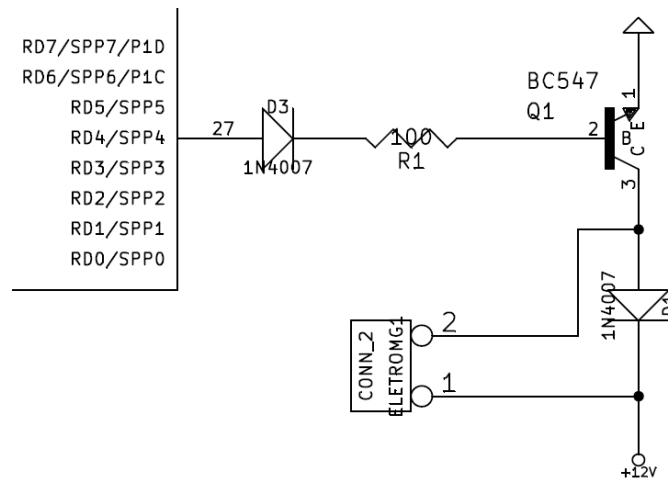 RD7/SPP7/P1D
RD6/SPP6/P1C
RD5/SPP5
RD4/SPP4
RD3/SPP3
RD2/SPP2
RD1/SPP1
RD0/SPP0
27
D3
1N4007
100
R1
BC547
Q1
1
2
B
E
C
3
1N4007
D1
CONN_2
ELETROMG1
2
1
+12V